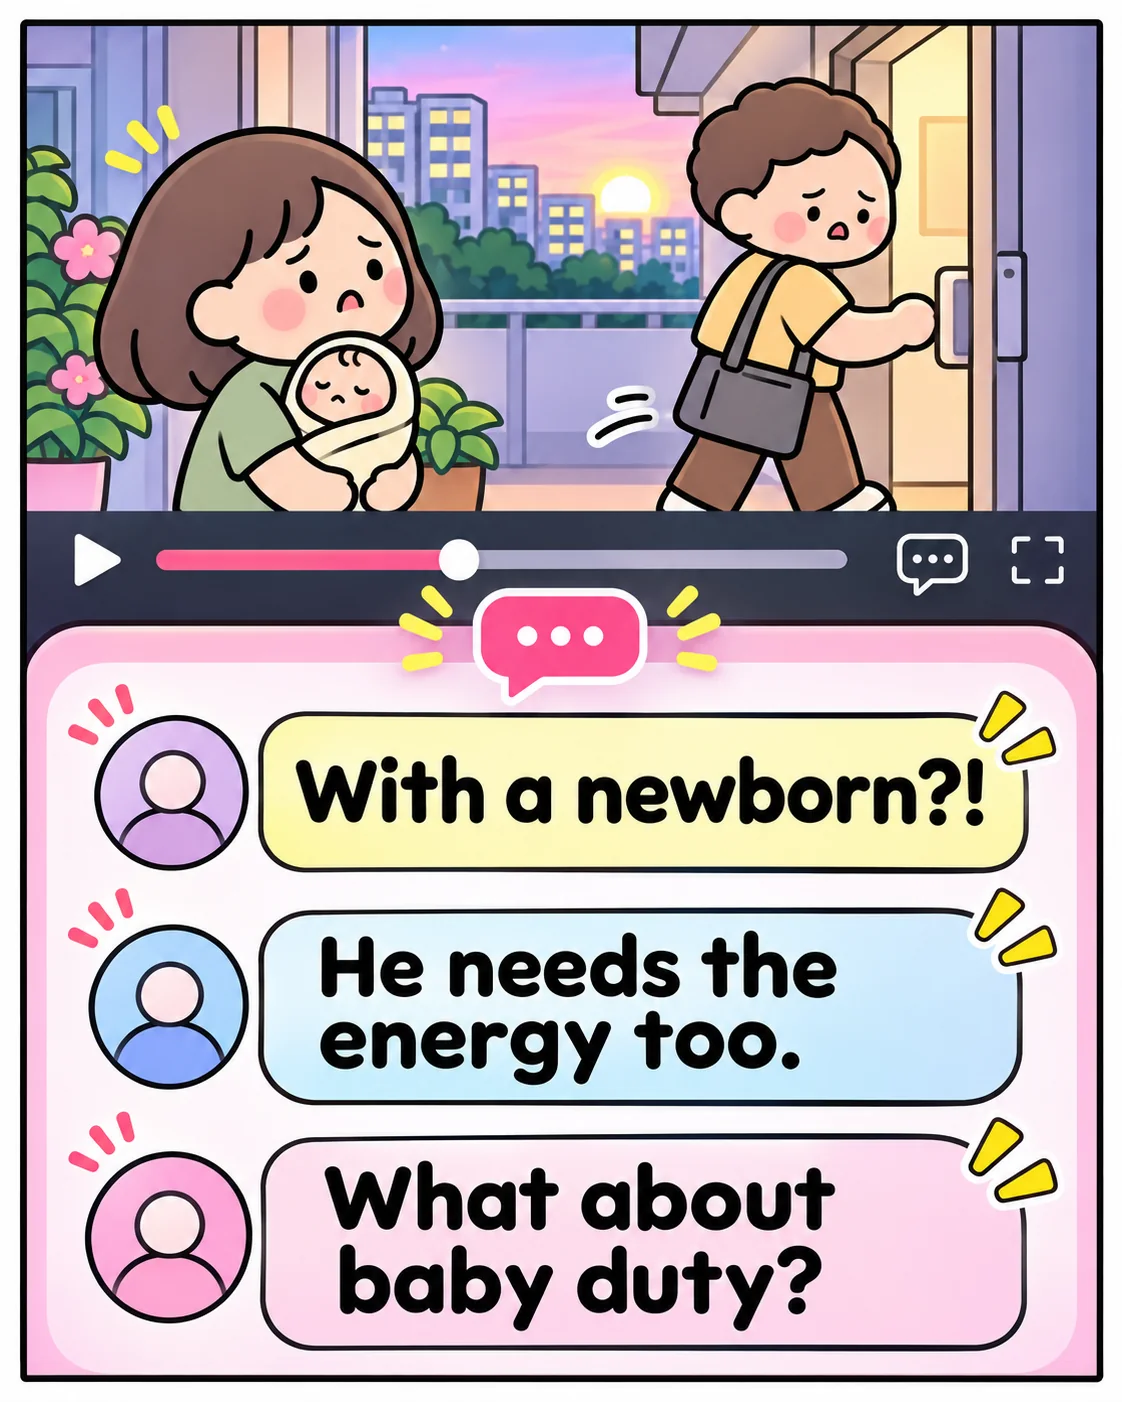 With a newborn?!
He needs the
energy too.
What about
baby duty?